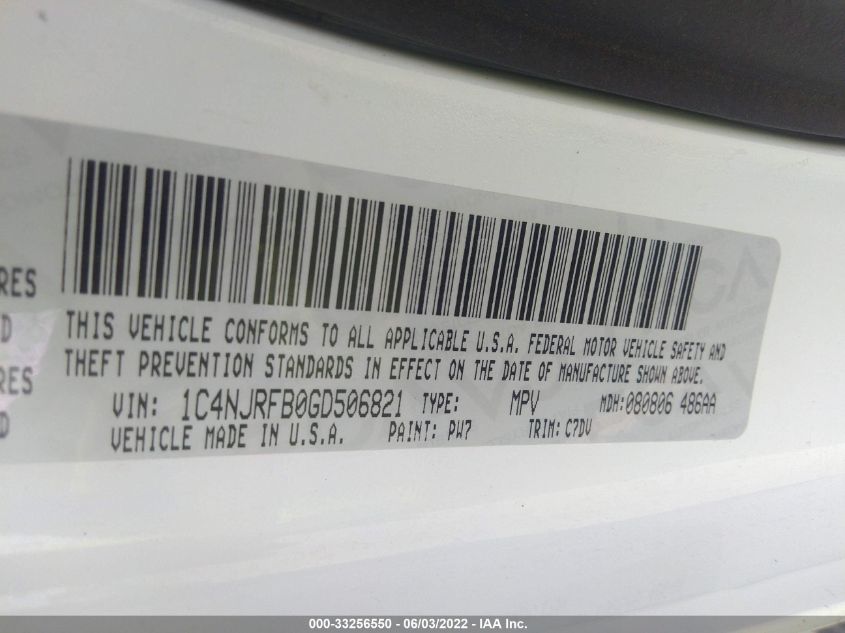 RES
D
RES
D
THIS VEHICLE CONFORMS TO ALL APPLICABLE U.S.A. FEDERAL MOTOR VEHICLE SAFETY AND
THEFT PREVENTION STANDARDS IN EFFECT ON THE DATE OF MANUFACTURE SHOWN ABOVE.
VIN: 1C4NJRFB0GD506821 TYPE: MPV MDH:080806 486AA
VEHICLE MADE IN U.S.A. PAINT: PW7 TRIM: C7DV
000-33256550 - 06/03/2022 - IAA Inc.